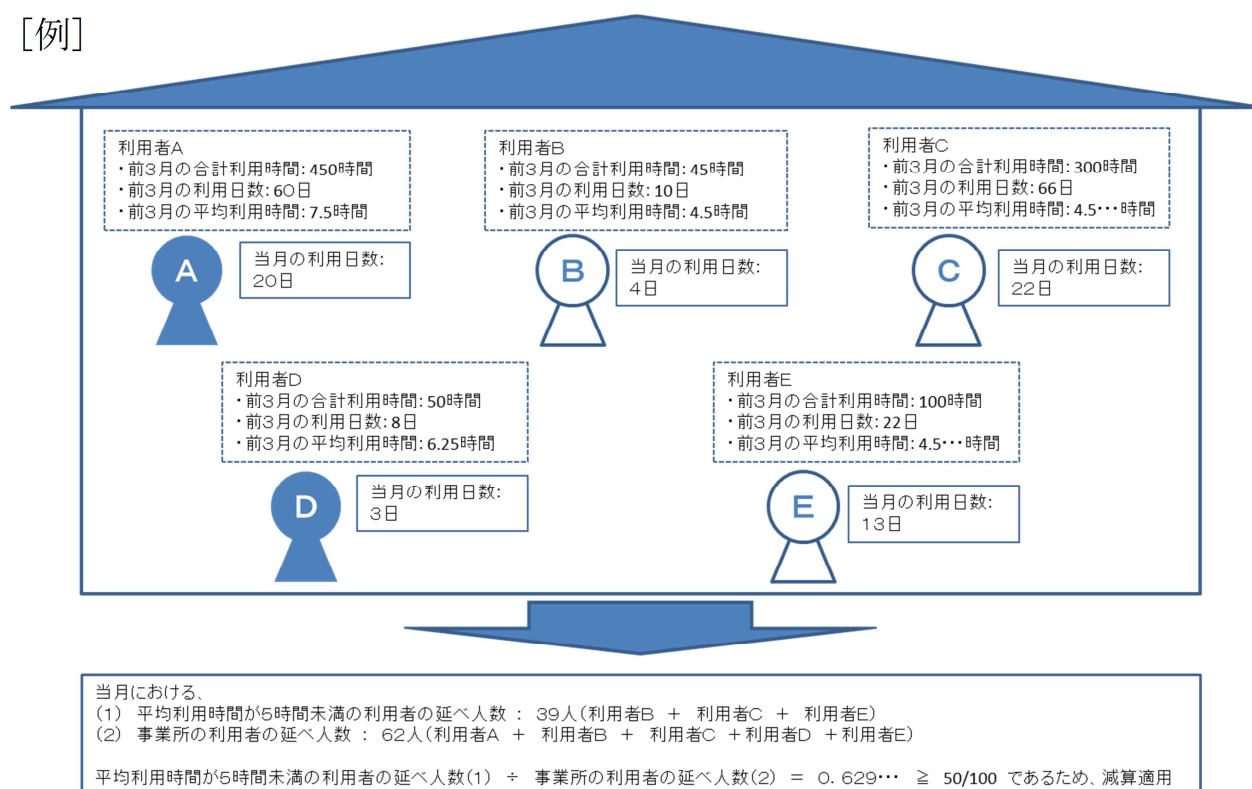 [例]
利用者A
・前3月の合計利用時間:450時間
・前3月の利用日数:60日
・前3月の平均利用時間:7.5時間
A
当月の利用日数:
20日
利用者B
・前3月の合計利用時間:45時間
・前3月の利用日数:10日
・前3月の平均利用時間:4.5時間
B
当月の利用日数:
4日
利用者C
・前3月の合計利用時間:300時間
・前3月の利用日数:66日
・前3月の平均利用時間:4.5･･･時間
C
当月の利用日数:
22日
利用者D
・前3月の合計利用時間:50時間
・前3月の利用日数:8日
・前3月の平均利用時間:6.25時間
D
当月の利用日数:
3日
利用者E
・前3月の合計利用時間:100時間
・前3月の利用日数:22日
・前3月の平均利用時間:4.5･･･時間
E
当月の利用日数:
13日
当月における、
(1) 平均利用時間が5時間未満の利用者の延べ人数 : 39人(利用者B + 利用者C + 利用者E)
(2) 事業所の利用者の延べ人数 : 62人(利用者A + 利用者B + 利用者C +利用者D +利用者E)
平均利用時間が5時間未満の利用者の延べ人数(1) ÷ 事業所の利用者の延べ人数(2) = 0.629･･･ ≧ 50/100 であるため、減算適用